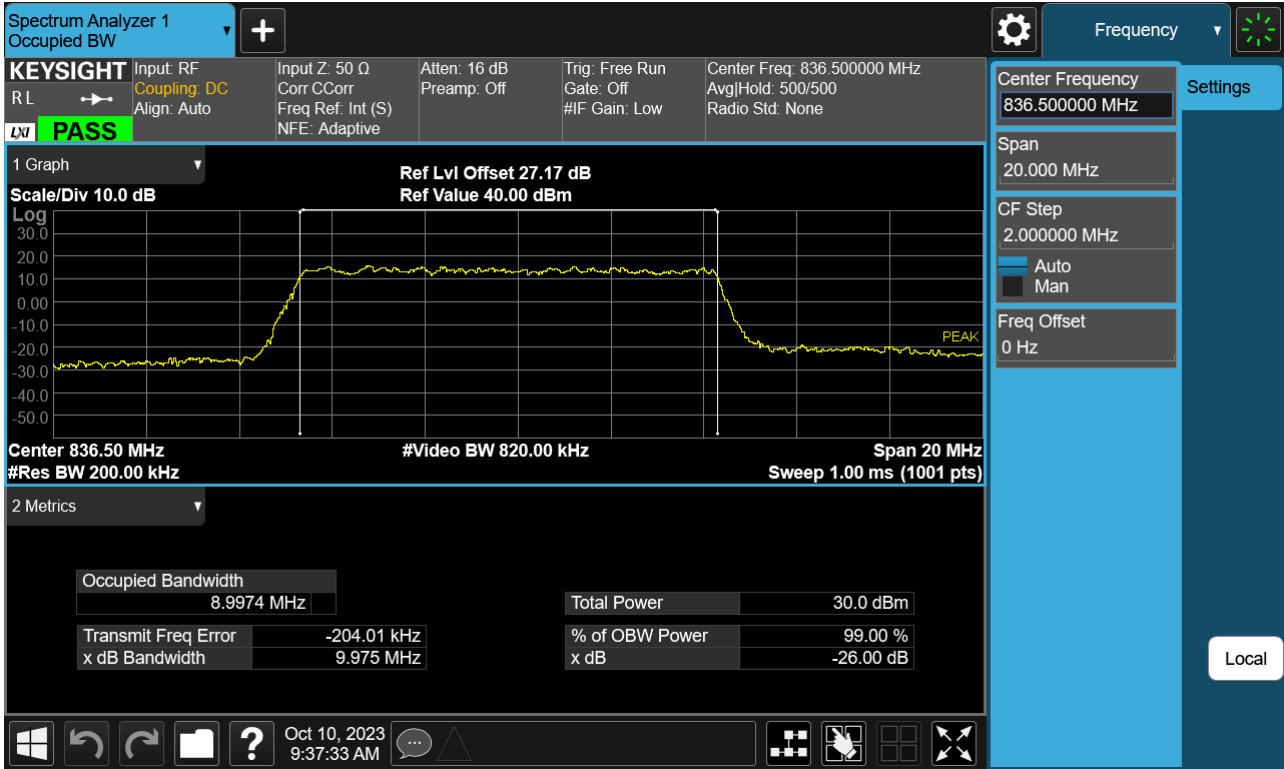 Spectrum Analyzer 1
Occupied BW
Frequency
KEYSIGHT
R L
LXI PASS
Input: RF
Coupling: DC
Align: Auto
Input Z: 50 Ω
Corr CCorr
Freq Ref: Int (S)
NFE: Adaptive
Atten: 16 dB
Preamp: Off
Trig: Free Run
Gate: Off
#IF Gain: Low
Center Freq: 836.500000 MHz
Avg|Hold: 500/500
Radio Std: None
Center Frequency
836.500000 MHz
Settings
Span
20.000 MHz
CF Step
2.000000 MHz
Auto
Man
Freq Offset
0 Hz
Local
1 Graph
Scale/Div 10.0 dB
Ref Lvl Offset 27.17 dB
Ref Value 40.00 dBm
Log
30.0
20.0
10.0
0.00
-10.0
-20.0
-30.0
-40.0
-50.0
PEAK
Center 836.50 MHz
#Video BW 820.00 kHz
Span 20 MHz
#Res BW 200.00 kHz
Sweep 1.00 ms (1001 pts)
2 Metrics
Occupied Bandwidth
8.9974 MHz
Transmit Freq Error -204.01 kHz
x dB Bandwidth 9.975 MHz
Total Power 30.0 dBm
% of OBW Power 99.00 %
x dB -26.00 dB
?
Oct 10, 2023
9:37:33 AM